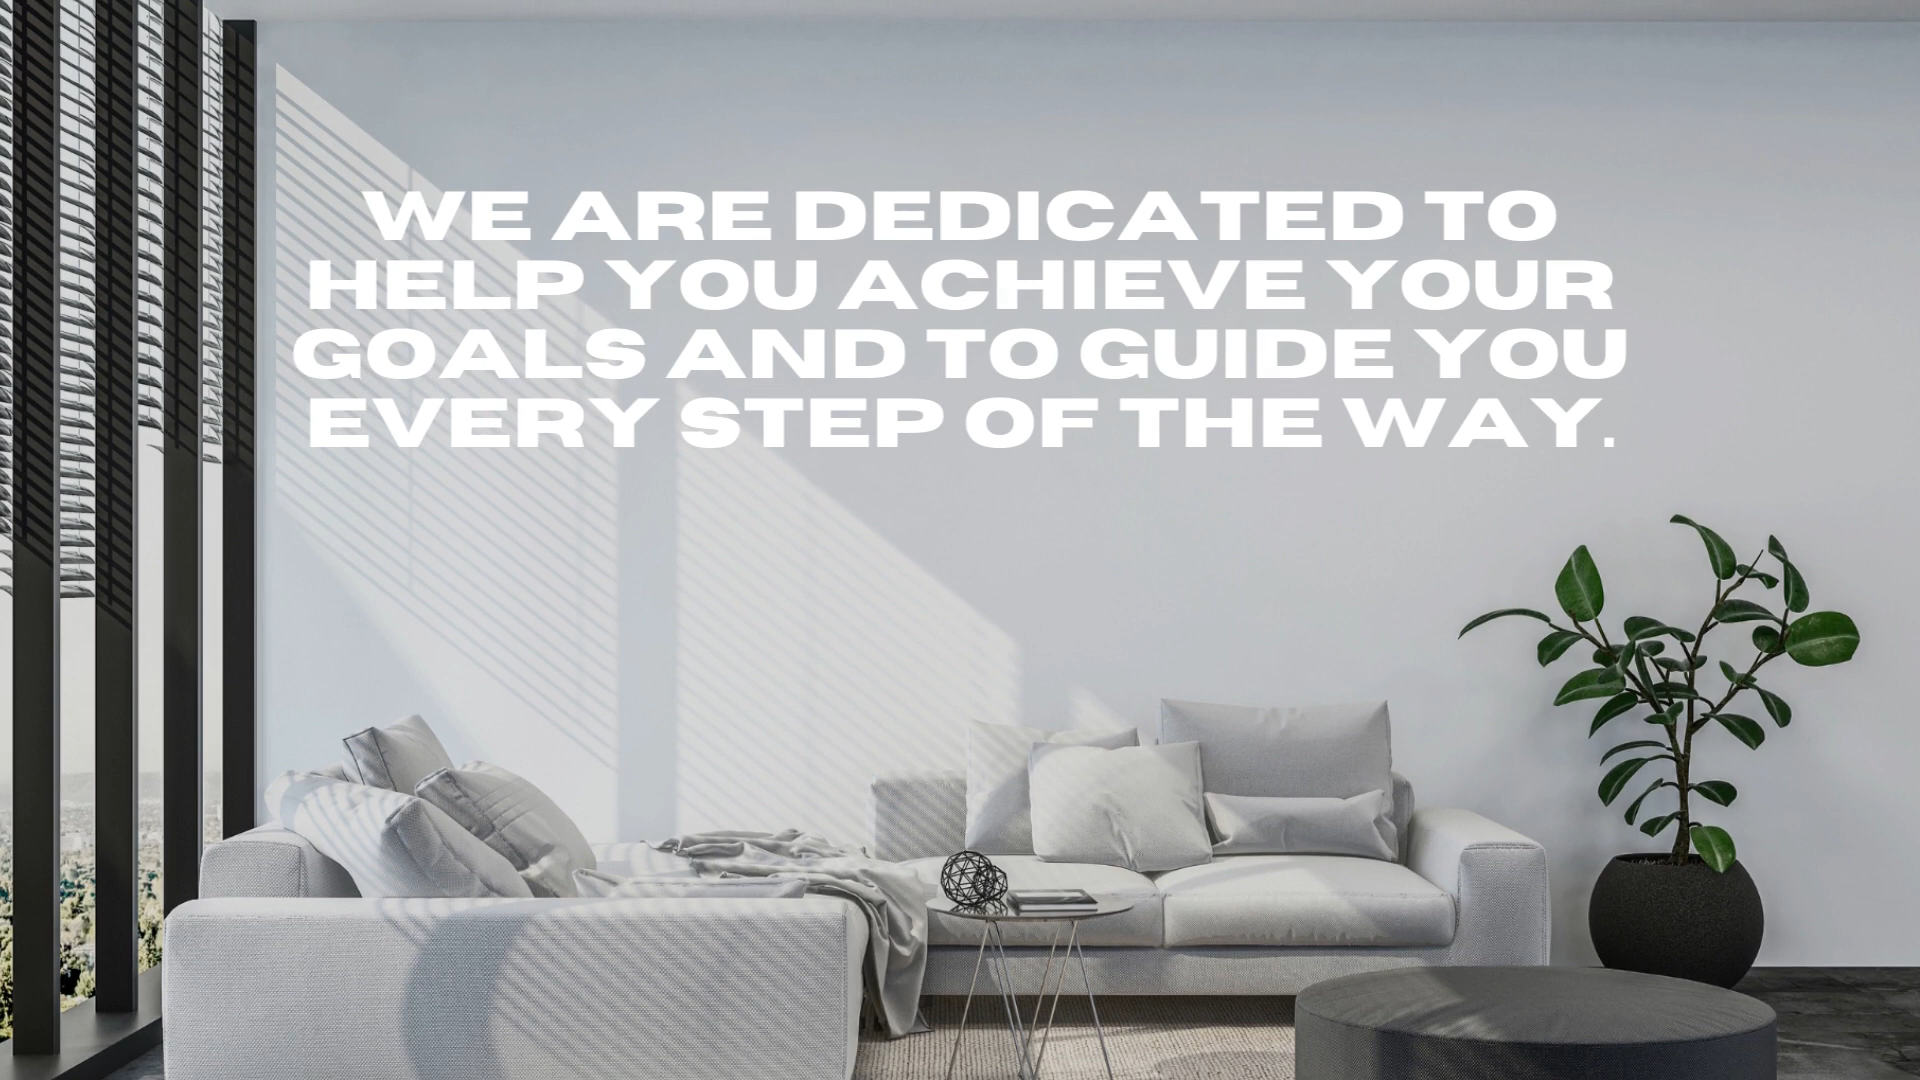 WE ARE DEDICATED TO
HELP YOU ACHIEVE YOUR
GOALS AND TO GUIDE YOU
EVERY STEP OF THE WAY.